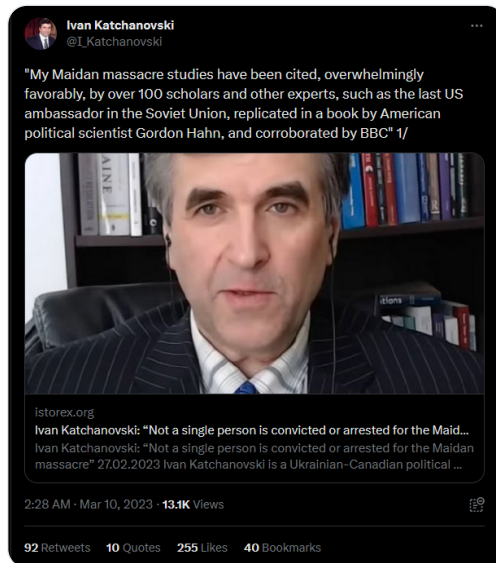 Ivan Katchanovski
@I_Katchanovski
"My Maidan massacre studies have been cited, overwhelmingly
favorably, by over 100 scholars and other experts, such as the last US
ambassador in the Soviet Union, replicated in a book by American
political scientist Gordon Hahn, and corroborated by BBC" 1/
AINE
itions
istorex.org
Ivan Katchanovski: “Not a single person is convicted or arrested for the Maid...
Ivan Katchanovski: “Not a single person is convicted or arrested for the Maidan
massacre” 27.02.2023 Ivan Katchanovski is a Ukrainian-Canadian political ...
2:28 AM · Mar 10, 2023 · 13.1K Views
92 Retweets 10 Quotes 255 Likes 40 Bookmarks